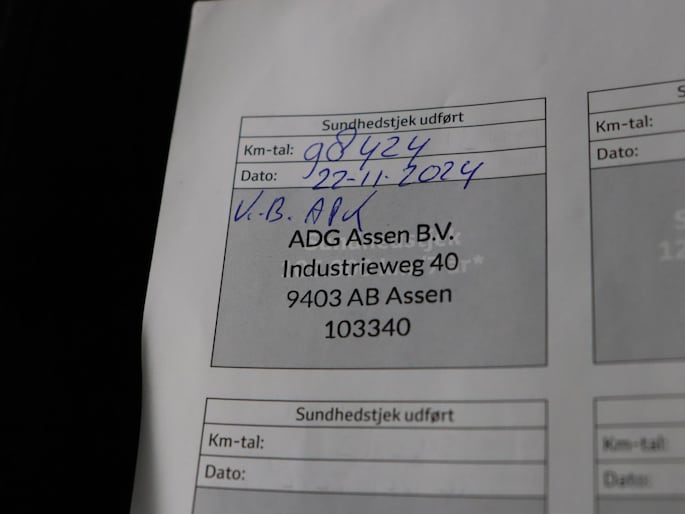 Sundhedstjek udført
Km-tal: 98424
Dato: 22-11-2024
K.B. APK
ADG Assen B.V.
Industrieweg 40
9403 AB Assen
103340
Km-tal:
Dato:
Sundhedstjek udført
Km-tal:
Dato:
Km-tal:
Dato: